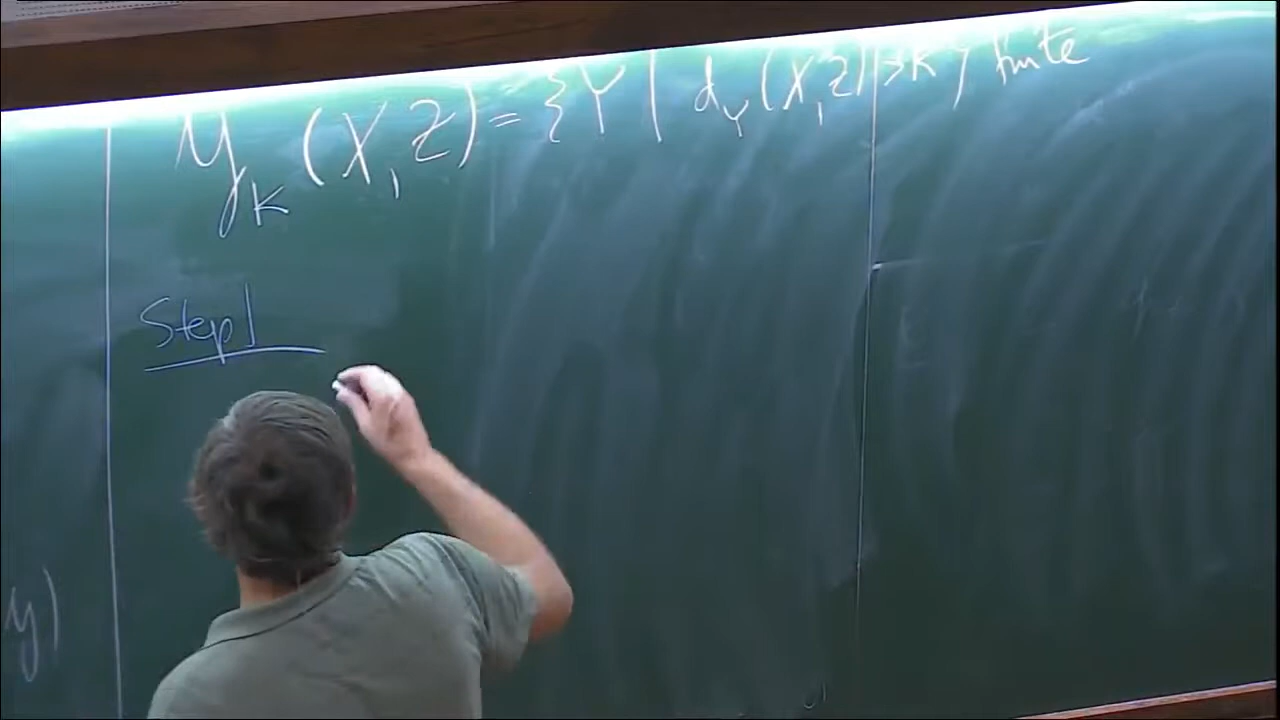 𝒴_K (X, Z) = { Y | d_Y (X, Z) > K } finite
Step 1
y)